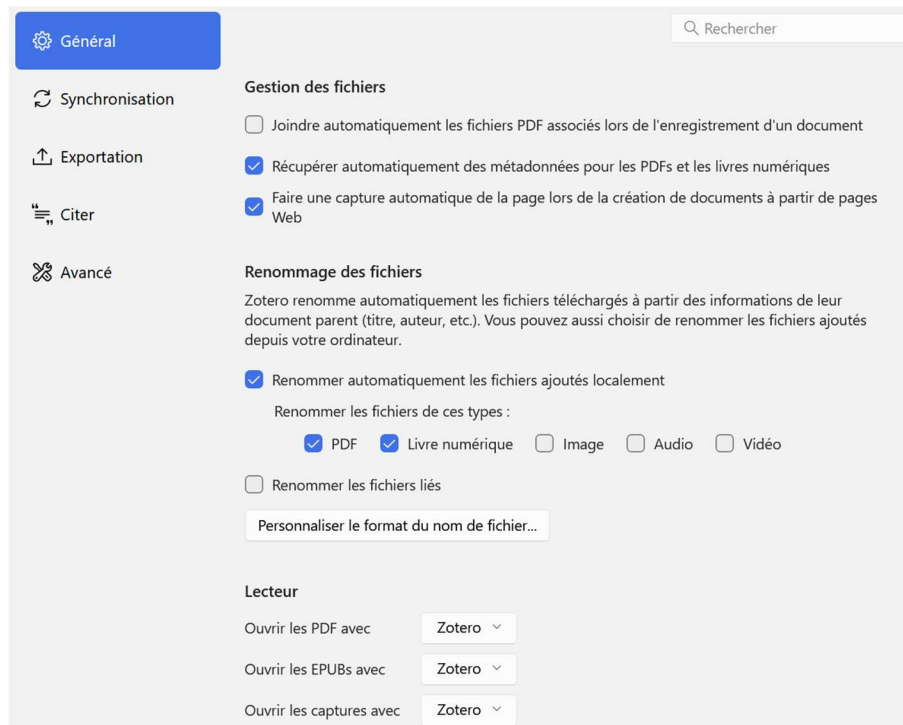 Général
Rechercher
Synchronisation
Exportation
Citer
Avancé
Gestion des fichiers
Joindre automatiquement les fichiers PDF associés lors de l'enregistrement d'un document
Récupérer automatiquement des métadonnées pour les PDFs et les livres numériques
Faire une capture automatique de la page lors de la création de documents à partir de pages
Web
Renommage des fichiers
Zotero renomme automatiquement les fichiers téléchargés à partir des informations de leur
document parent (titre, auteur, etc.). Vous pouvez aussi choisir de renommer les fichiers ajoutés
depuis votre ordinateur.
Renommer automatiquement les fichiers ajoutés localement
Renommer les fichiers de ces types :
PDF Livre numérique Image Audio Vidéo
Renommer les fichiers liés
Personnaliser le format du nom de fichier...
Lecteur
Ouvrir les PDF avec Zotero
Ouvrir les EPUBs avec Zotero
Ouvrir les captures avec Zotero